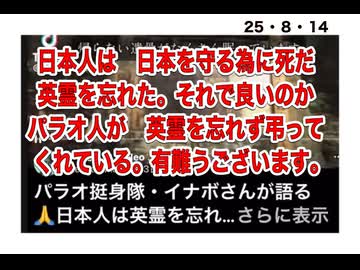 25・8・14
日本人は　日本を守る為に死だ
英霊を忘れた。それで良いのか
パラオ人が　英霊を忘れず弔って
くれている。有難うございます。
パラオ挺身隊・イナボさんが語る
🙏日本人は英霊を忘れ...さらに表示